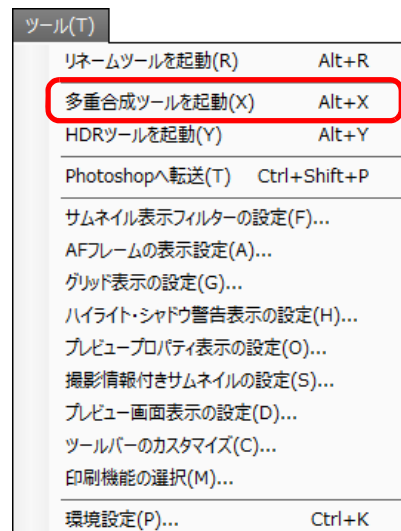 ツール(T)
リネームツールを起動(R) Alt+R
多重合成ツールを起動(X) Alt+X
HDRツールを起動(Y) Alt+Y
Photoshopへ転送(T) Ctrl+Shift+P
サムネイル表示フィルターの設定(F)...
AFフレームの表示設定(A)...
グリッド表示の設定(G)...
ハイライト・シャドウ警告表示の設定(H)...
プレビュープロパティ表示の設定(O)...
撮影情報付きサムネイルの設定(S)...
プレビュー画面表示の設定(D)...
ツールバーのカスタマイズ(C)...
印刷機能の選択(M)...
環境設定(P)... Ctrl+K